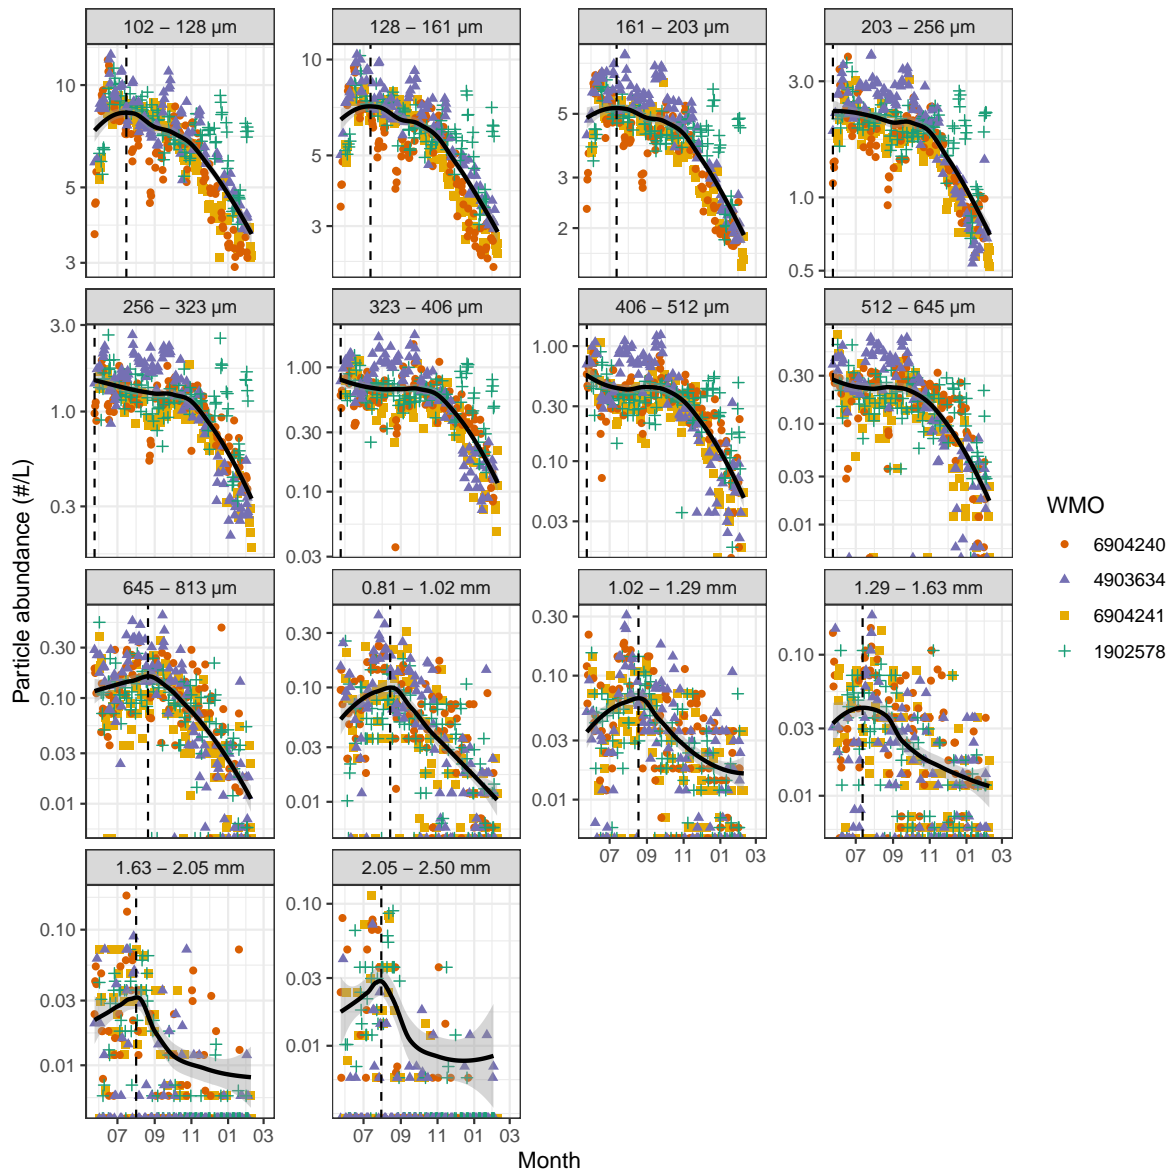 102 − 128 µm
128 − 161 µm
161 − 203 µm
203 − 256 µm
10
5
3
10
5
3
5
3
2
3.0
1.0
0.5
256 − 323 µm
323 − 406 µm
406 − 512 µm
512 − 645 µm
3.0
1.0
0.3
1.00
0.30
0.10
0.03
1.00
0.30
0.10
0.03
0.30
0.10
0.03
0.01
645 − 813 µm
0.81 − 1.02 mm
1.02 − 1.29 mm
1.29 − 1.63 mm
0.30
0.10
0.03
0.01
0.30
0.10
0.03
0.01
0.30
0.10
0.03
0.01
07 09 11 01 03
0.10
0.03
0.01
07 09 11 01 03
1.63 − 2.05 mm
2.05 − 2.50 mm
0.10
0.03
0.01
07 09 11 01 03
0.10
0.03
0.01
07 09 11 01 03
Month
Particle abundance (#/L)
WMO
6904240
4903634
6904241
1902578